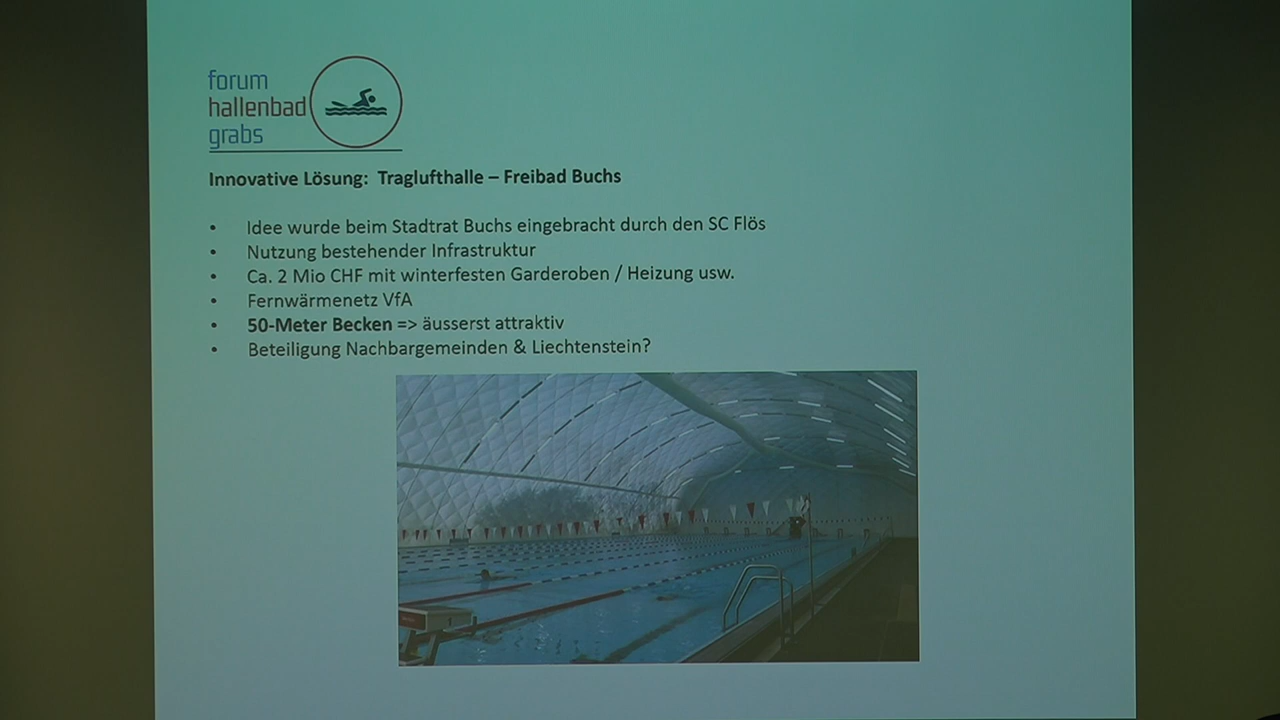 forum
hallenbad
grabs
Innovative Lösung: Traglufthalle – Freibad Buchs
• Idee wurde beim Stadtrat Buchs eingebracht durch den SC Flös
• Nutzung bestehender Infrastruktur
• Ca. 2 Mio CHF mit winterfesten Garderoben / Heizung usw.
• Fernwärmenetz VfA
• 50-Meter Becken => äusserst attraktiv
• Beteiligung Nachbargemeinden & Liechtenstein?